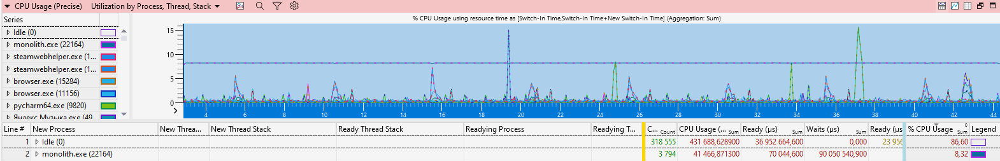 CPU Usage (Precise) Utilization by Process, Thread, Stack
Series
Idle (0)
monolith.exe (22164)
steamwebhelper.exe (1...
steamwebhelper.exe (1...
browser.exe (15284)
browser.exe (11156)
pycharm64.exe (9820)
Яндекс Музыка.exe (49
% CPU Usage using resource time as [Switch-In Time,Switch-In Time+New Switch-In Time] (Aggregation: Sum)
15
10
5
0
4 6 8 10 12 14 16 18 20 22 24 26 28 30 32 34 36 38 40 42 44
Line # New Process New Threa... New Thread Stack Ready Thread Stack Readying Process Readying T... C... Count CPU Usage (... Sum Ready (µs) Sum Waits (µs) Sum Ready (µs % CPU Usage 0 Sum Legend
1 Idle (0) 318 555 431 688,628900 36 952 664,600 0,000 23 956 86,60
2 monolith.exe (22164) 3 794 41 466,871300 70 044,600 90 050 540,900 8,32